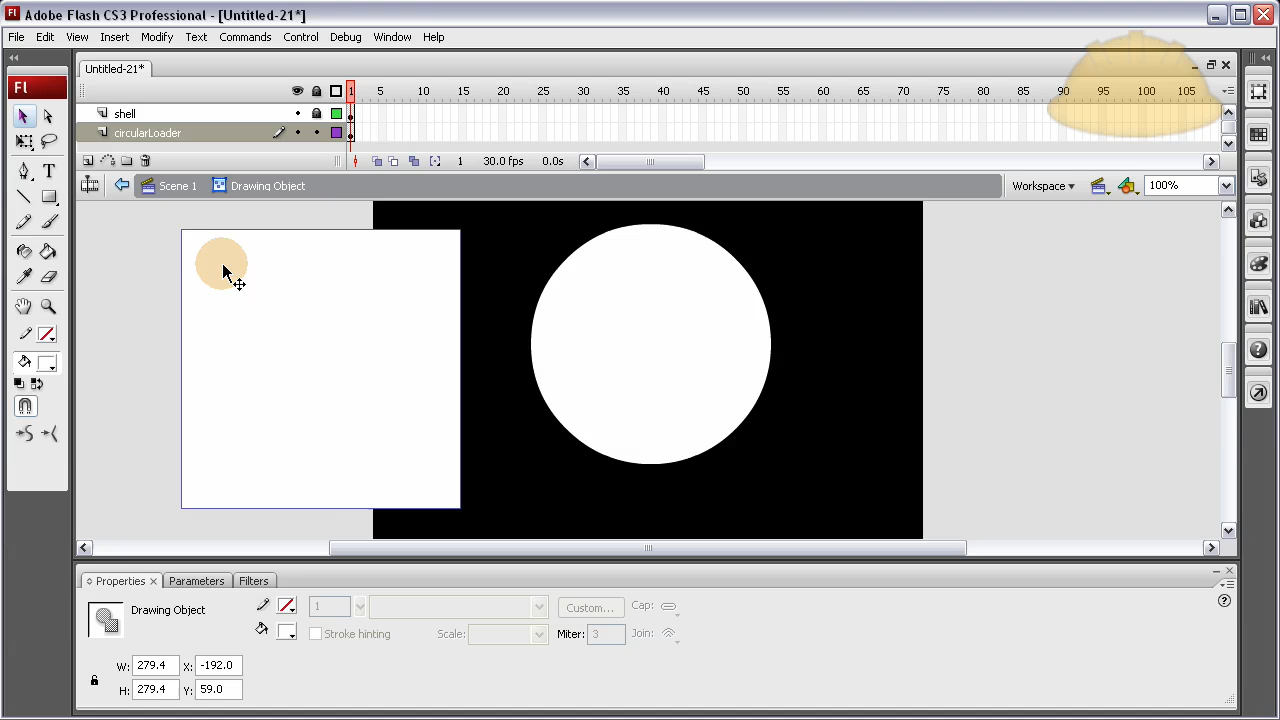 Adobe Flash CS3 Professional - [Untitled-21*]
File Edit View Insert Modify Text Commands Control Debug Window Help
Fl
Fl
Untitled-21*
1 5 10 15 20 25 30 35 40 45 50 55 60 65 70 75 80 85 90 95 100 105
shell
circularLoader
1 30.0 fps 0.0s
Scene 1 Drawing Object Workspace 100%
Properties Parameters Filters
Drawing Object 1 Custom... Cap:
Stroke hinting Scale: Miter: 3 Join:
W: 279.4 X: -192.0
H: 279.4 Y: 59.0